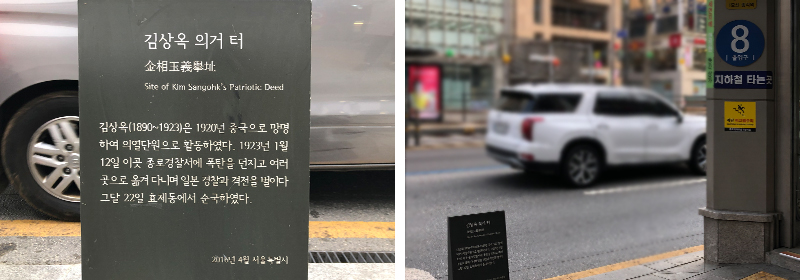 김상옥 의거 터
金相玉義擧址
Site of Kim Sangohk's Patriotic Deed
김상옥(1890~1923)은 1920년 중국으로 망명
하여 의열단원으로 활동하였다. 1923년 1월
12일 이곳 종로경찰서에 폭탄을 던지고 여러
곳으로 옮겨 다니며 일본 경찰과 격전을 벌이다
그달 22일 효제동에서 순국하였다.
4월 서울특별시
김상옥 의거 터
8
지하철 타는곳